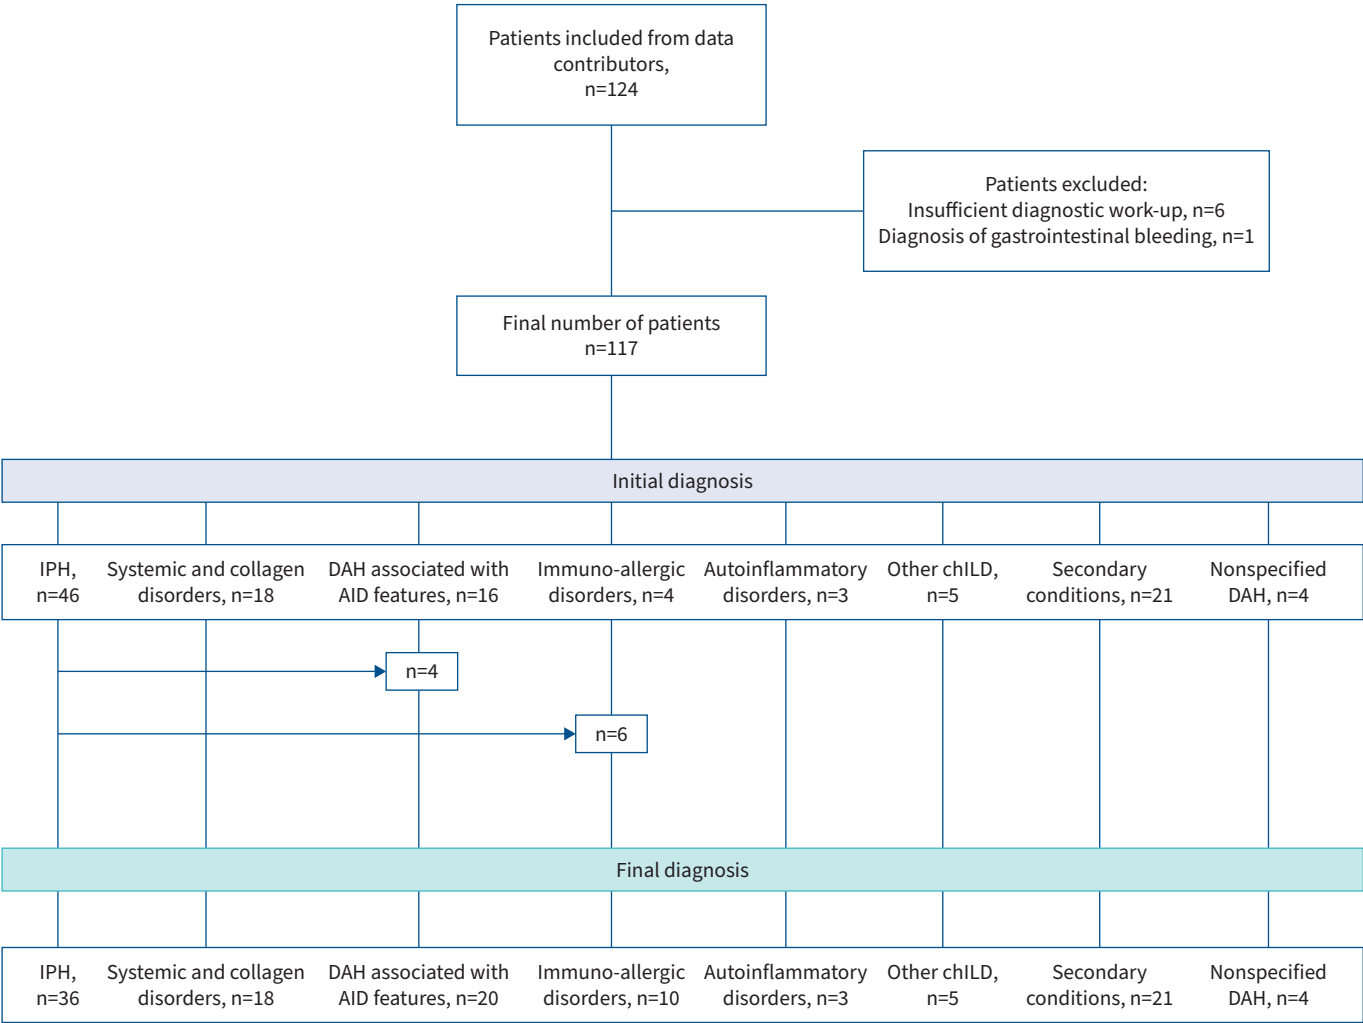 Patients included from data
contributors,
n=124
Patients excluded:
Insufficient diagnostic work-up, n=6
Diagnosis of gastrointestinal bleeding, n=1
Final number of patients
n=117
Initial diagnosis
IPH,
n=46
Systemic and collagen
disorders, n=18
DAH associated with
AID features, n=16
Immuno-allergic
disorders, n=4
Autoinflammatory
disorders, n=3
Other chILD,
n=5
Secondary
conditions, n=21
Nonspecified
DAH, n=4
n=4
n=6
Final diagnosis
IPH,
n=36
Systemic and collagen
disorders, n=18
DAH associated with
AID features, n=20
Immuno-allergic
disorders, n=10
Autoinflammatory
disorders, n=3
Other chILD,
n=5
Secondary
conditions, n=21
Nonspecified
DAH, n=4